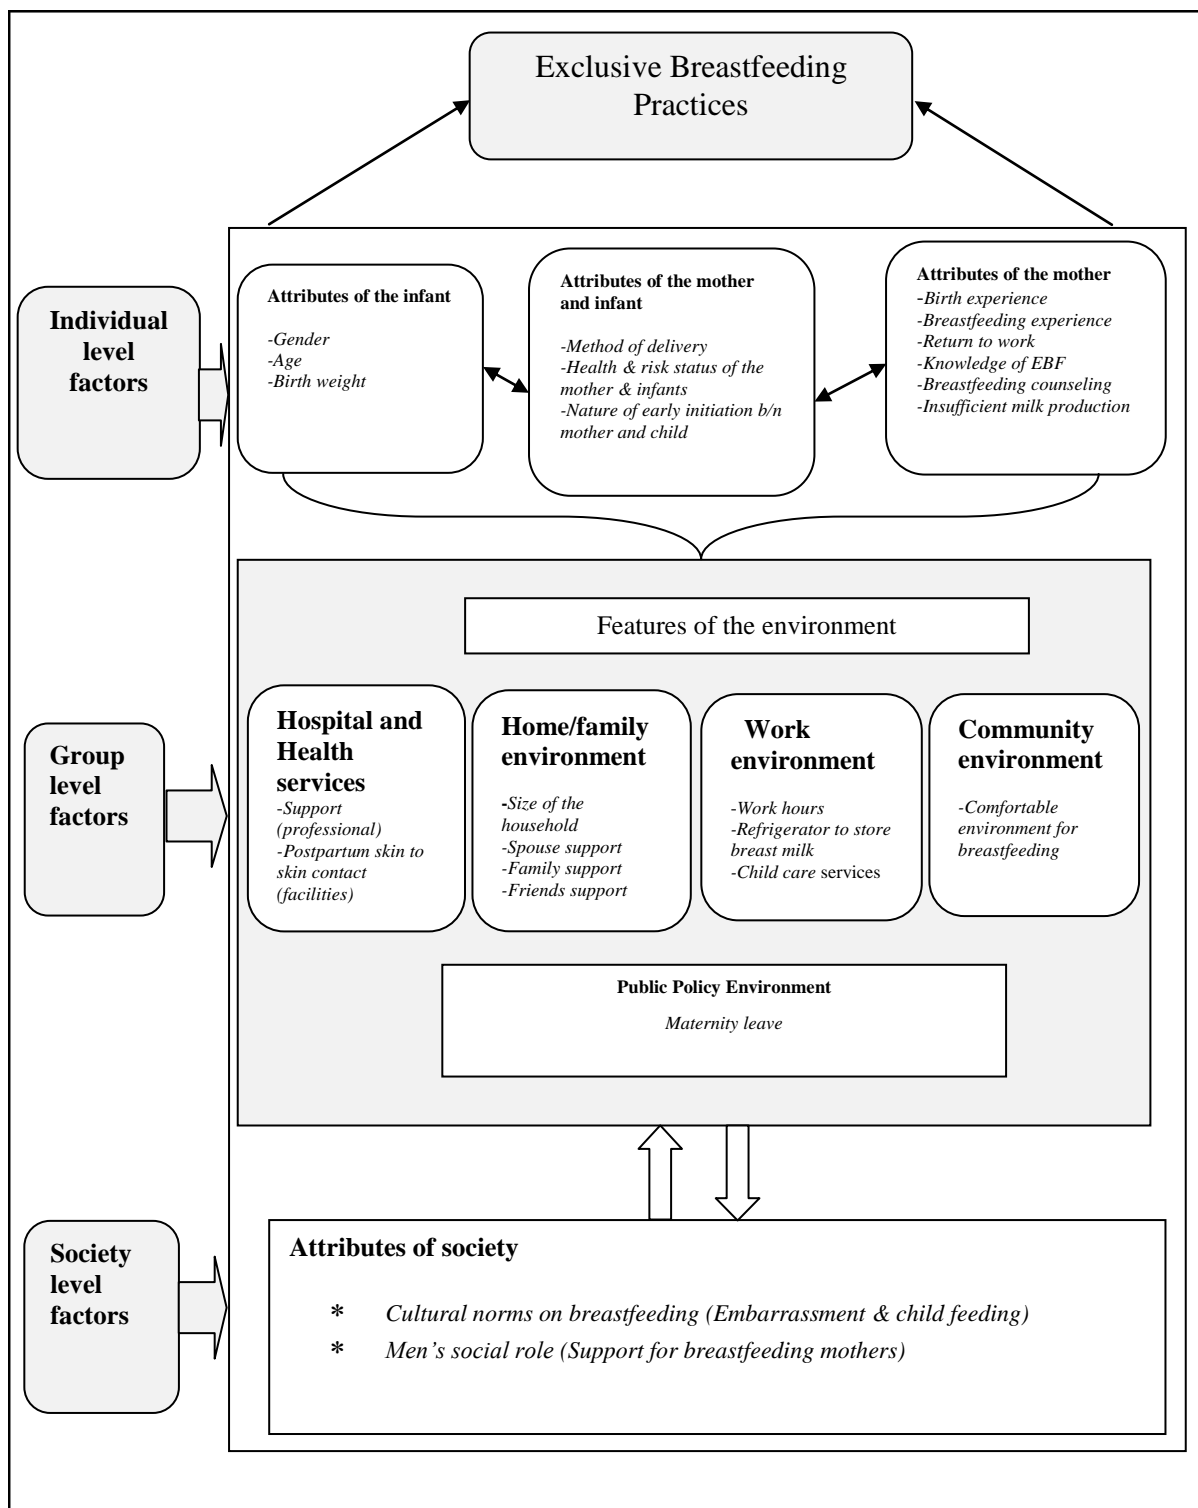 Exclusive Breastfeeding
Practices
Individual
level
factors
Attributes of the infant
-Gender
-Age
-Birth weight
Attributes of the mother
and infant
-Method of delivery
-Health & risk status of the
mother & infants
-Nature of early initiation b/n
mother and child
Attributes of the mother
-Birth experience
-Breastfeeding experience
-Return to work
-Knowledge of EBF
-Breastfeeding counseling
-Insufficient milk production
Features of the environment
Group
level
factors
Hospital and
Health
services
-Support
(professional)
-Postpartum skin to
skin contact
(facilities)
Home/family
environment
-Size of the
household
-Spouse support
-Family support
-Friends support
Work
environment
-Work hours
-Refrigerator to store
breast milk
-Child care services
Community
environment
-Comfortable
environment for
breastfeeding
Public Policy Environment
Maternity leave
Society
level
factors
Attributes of society
* Cultural norms on breastfeeding (Embarrassment & child feeding)
* Men’s social role (Support for breastfeeding mothers)